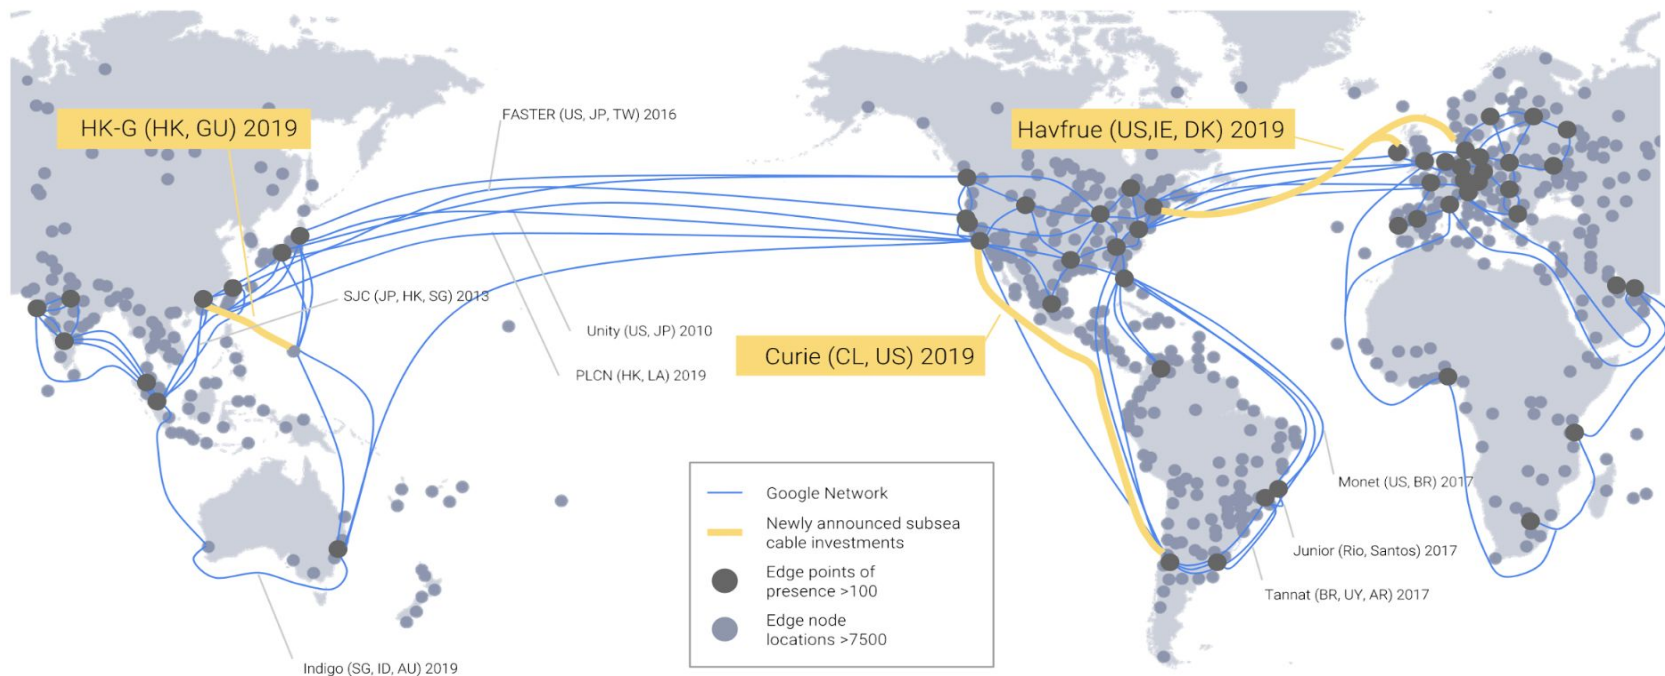 FASTER (US, JP, TW) 2016
HK-G (HK, GU) 2019
Havfrue (US,IE, DK) 2019
SJC (JP, HK, SG) 2013
Unity (US, JP) 2010
Curie (CL, US) 2019
PLCN (HK, LA) 2019
Google Network
Newly announced subsea
cable investments
Edge points of
presence >100
Edge node
locations >7500
Monet (US, BR) 2017
Junior (Rio, Santos) 2017
Tannat (BR, UY, AR) 2017
Indigo (SG, ID, AU) 2019